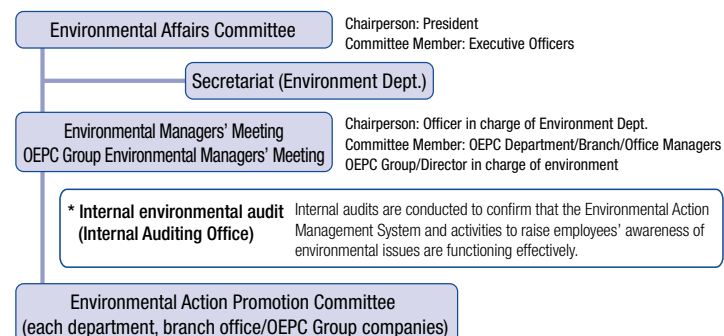 Environmental Affairs Committee
Chairperson: President
Committee Member: Executive Officers
Secretariat (Environment Dept.)
Environmental Managers' Meeting
OEPC Group Environmental Managers' Meeting
Chairperson: Officer in charge of Environment Dept.
Committee Member: OEPC Department/Branch/Office Managers
OEPC Group/Director in charge of environment
* Internal environmental audit
(Internal Auditing Office)
Internal audits are conducted to confirm that the Environmental Action
Management System and activities to raise employees' awareness of
environmental issues are functioning effectively.
Environmental Action Promotion Committee
(each department, branch office/OEPC Group companies)